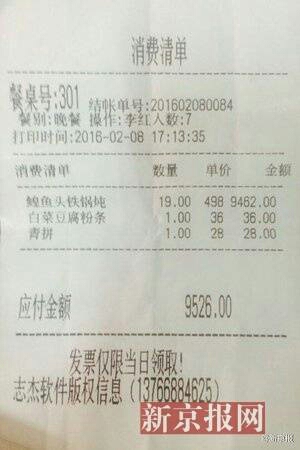 消费清单
餐桌号:301 结帐单号:201602080084
餐别:晚餐 操作:李红人数:7
打印时间:2016-02-08 17:13:35
消费清单 数量 单价 金额
鳇鱼头铁锅炖 19.00 498 9462.00
白菜豆腐粉条 1.00 36 36.00
青拼 1.00 28 28.00
应付金额 9526.00
发票仅限当日领取!
志杰软件版权信息(13766884625)
新京报网
@新京报